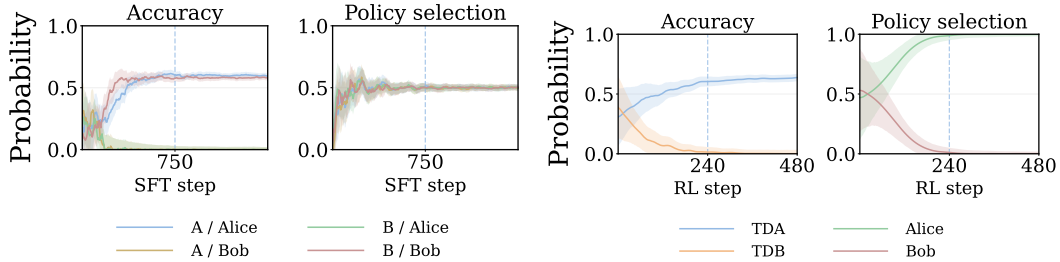 Accuracy
Policy selection
Probability
1.0
0.5
0.0
750
SFT step
1.0
0.5
0.0
750
SFT step
A / Alice
B / Alice
A / Bob
B / Bob
Accuracy
Policy selection
Probability
1.0
0.5
0.0
240
480
RL step
1.0
0.5
0.0
240
480
RL step
TDA
Alice
TDB
Bob